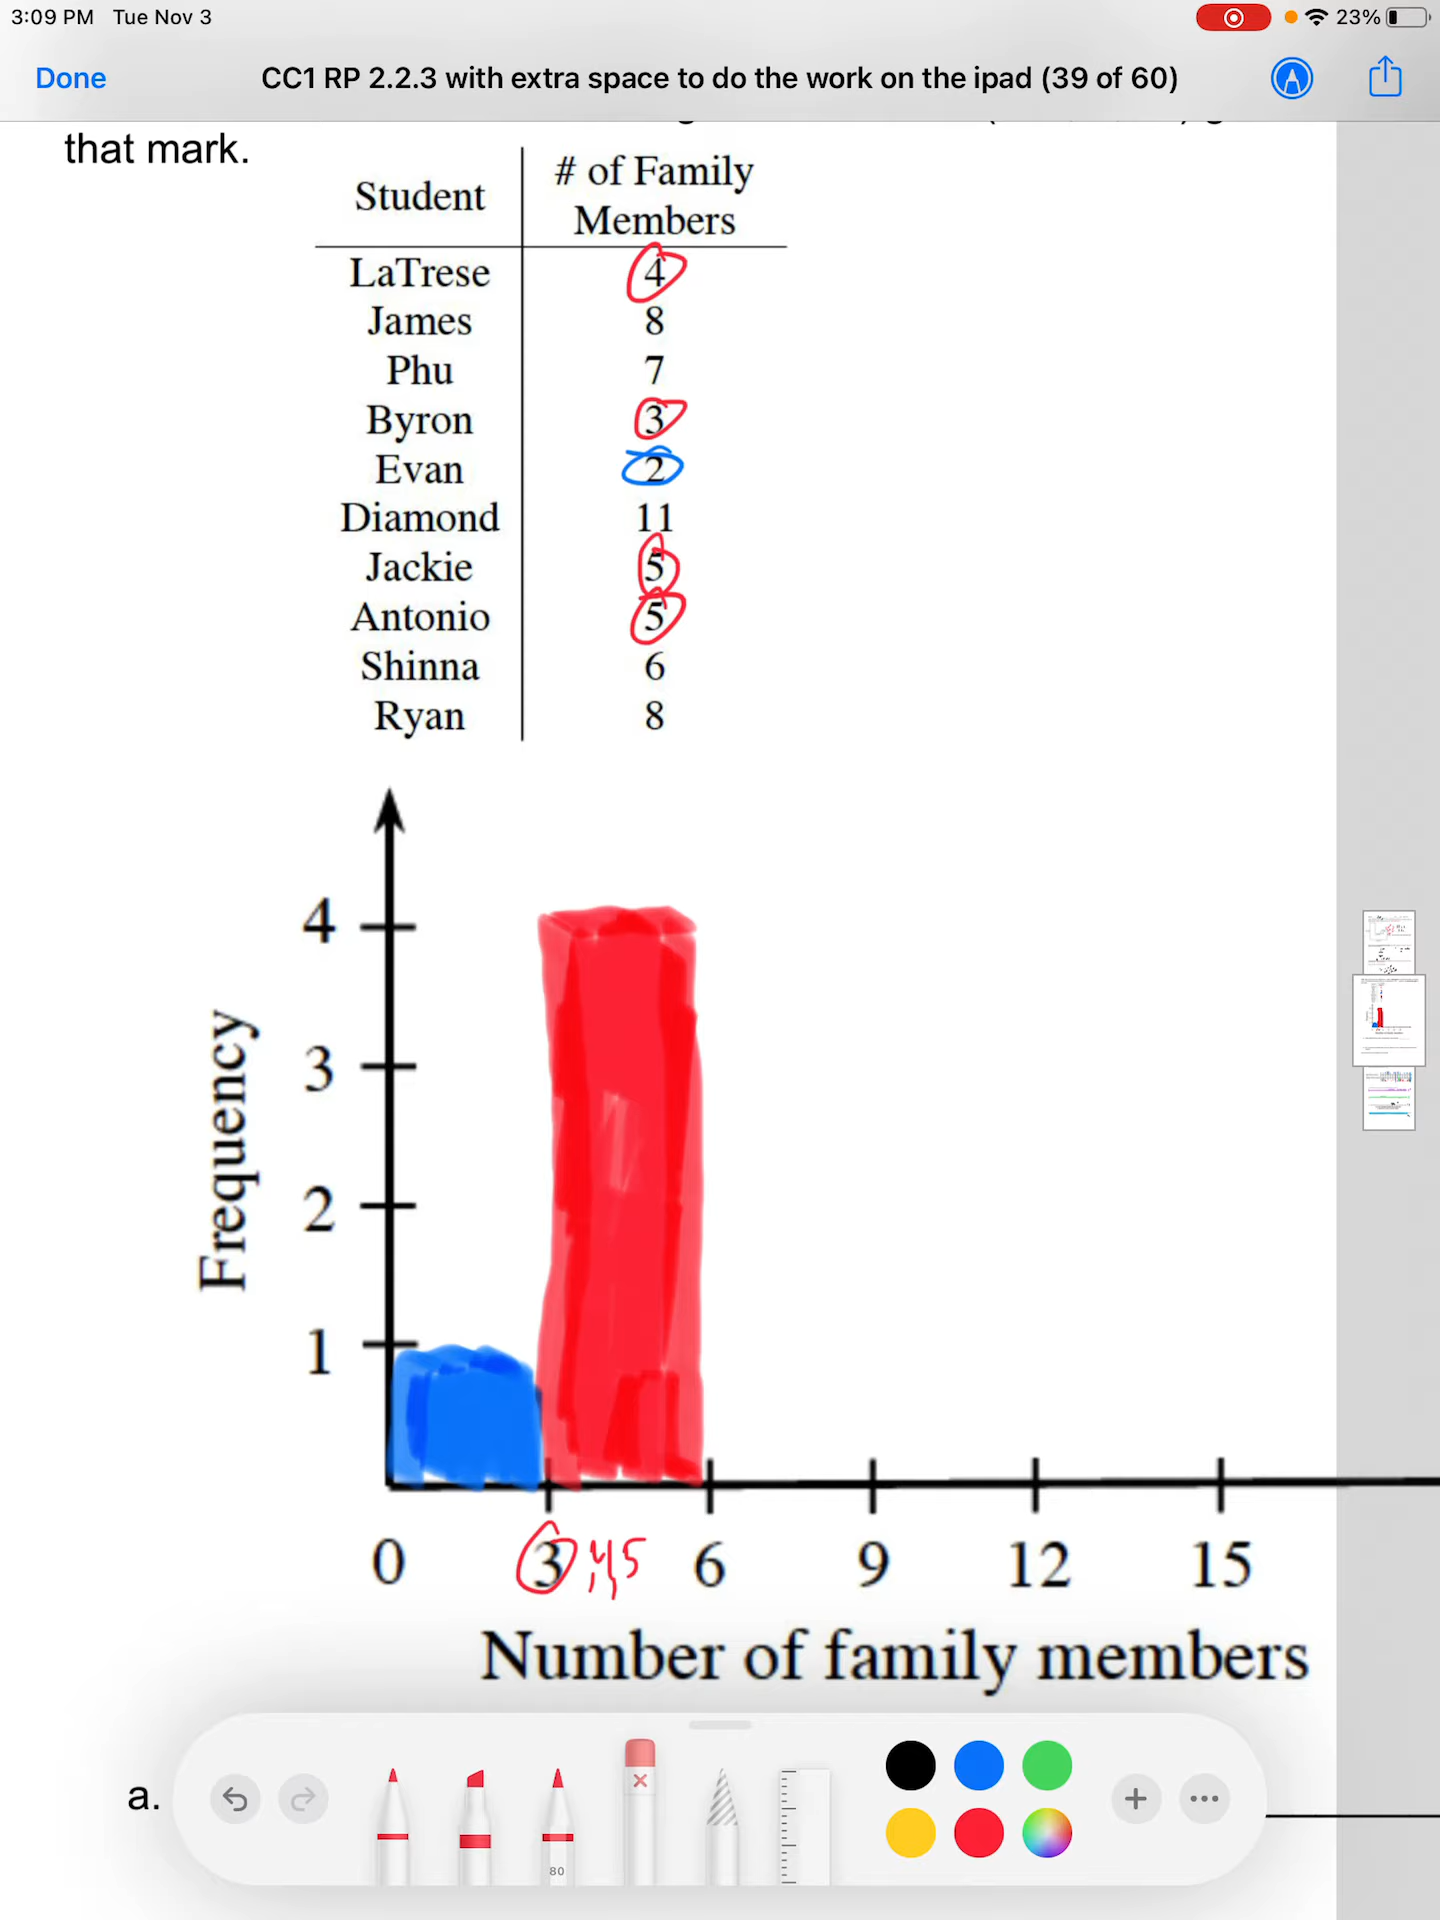 3:09 PM Tue Nov 3
23%
Done
CC1 RP 2.2.3 with extra space to do the work on the ipad (39 of 60)
that mark.
Student # of Family Members
LaTrese 4
James 8
Phu 7
Byron 3
Evan 2
Diamond 11
Jackie 5
Antonio 5
Shinna 6
Ryan 8
Frequency
4
3
2
1
0 3,4,5 6 9 12 15
Number of family members
a.
80